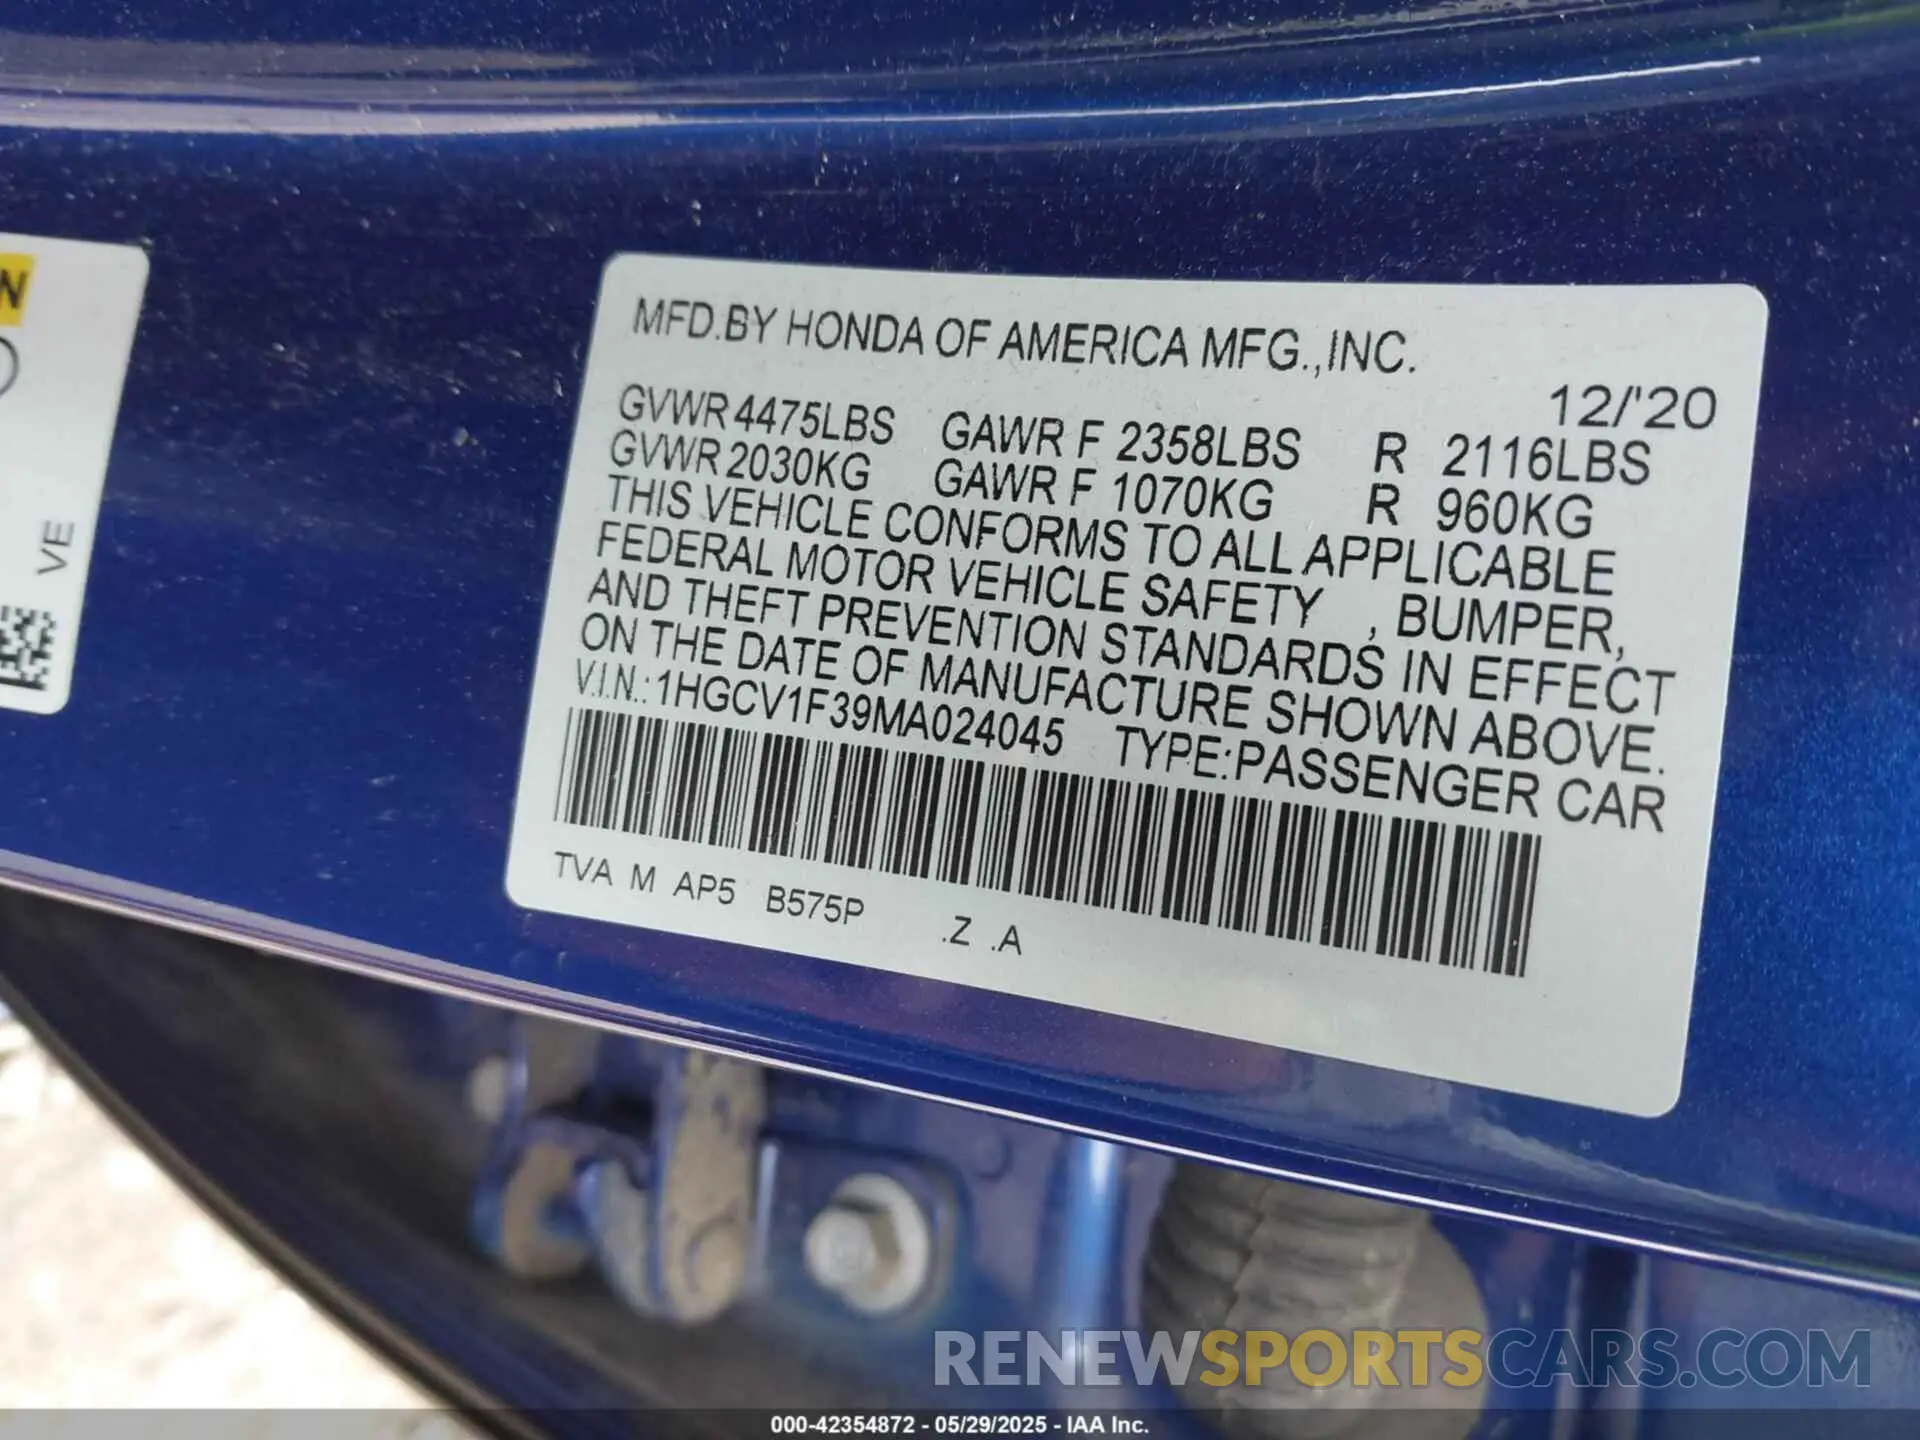 N
VE
MFD.BY HONDA OF AMERICA MFG.,INC.
12/'20
GVWR 4475LBS GAWR F 2358LBS R 2116LBS
GVWR 2030KG GAWR F 1070KG R 960KG
THIS VEHICLE CONFORMS TO ALL APPLICABLE
FEDERAL MOTOR VEHICLE SAFETY , BUMPER,
AND THEFT PREVENTION STANDARDS IN EFFECT
ON THE DATE OF MANUFACTURE SHOWN ABOVE.
V.I.N.:1HGCV1F39MA024045 TYPE:PASSENGER CAR
TVA M AP5 B575P .Z .A
RENEWSPORTSCARS.COM
000-42354872 - 05/29/2025 - IAA Inc.